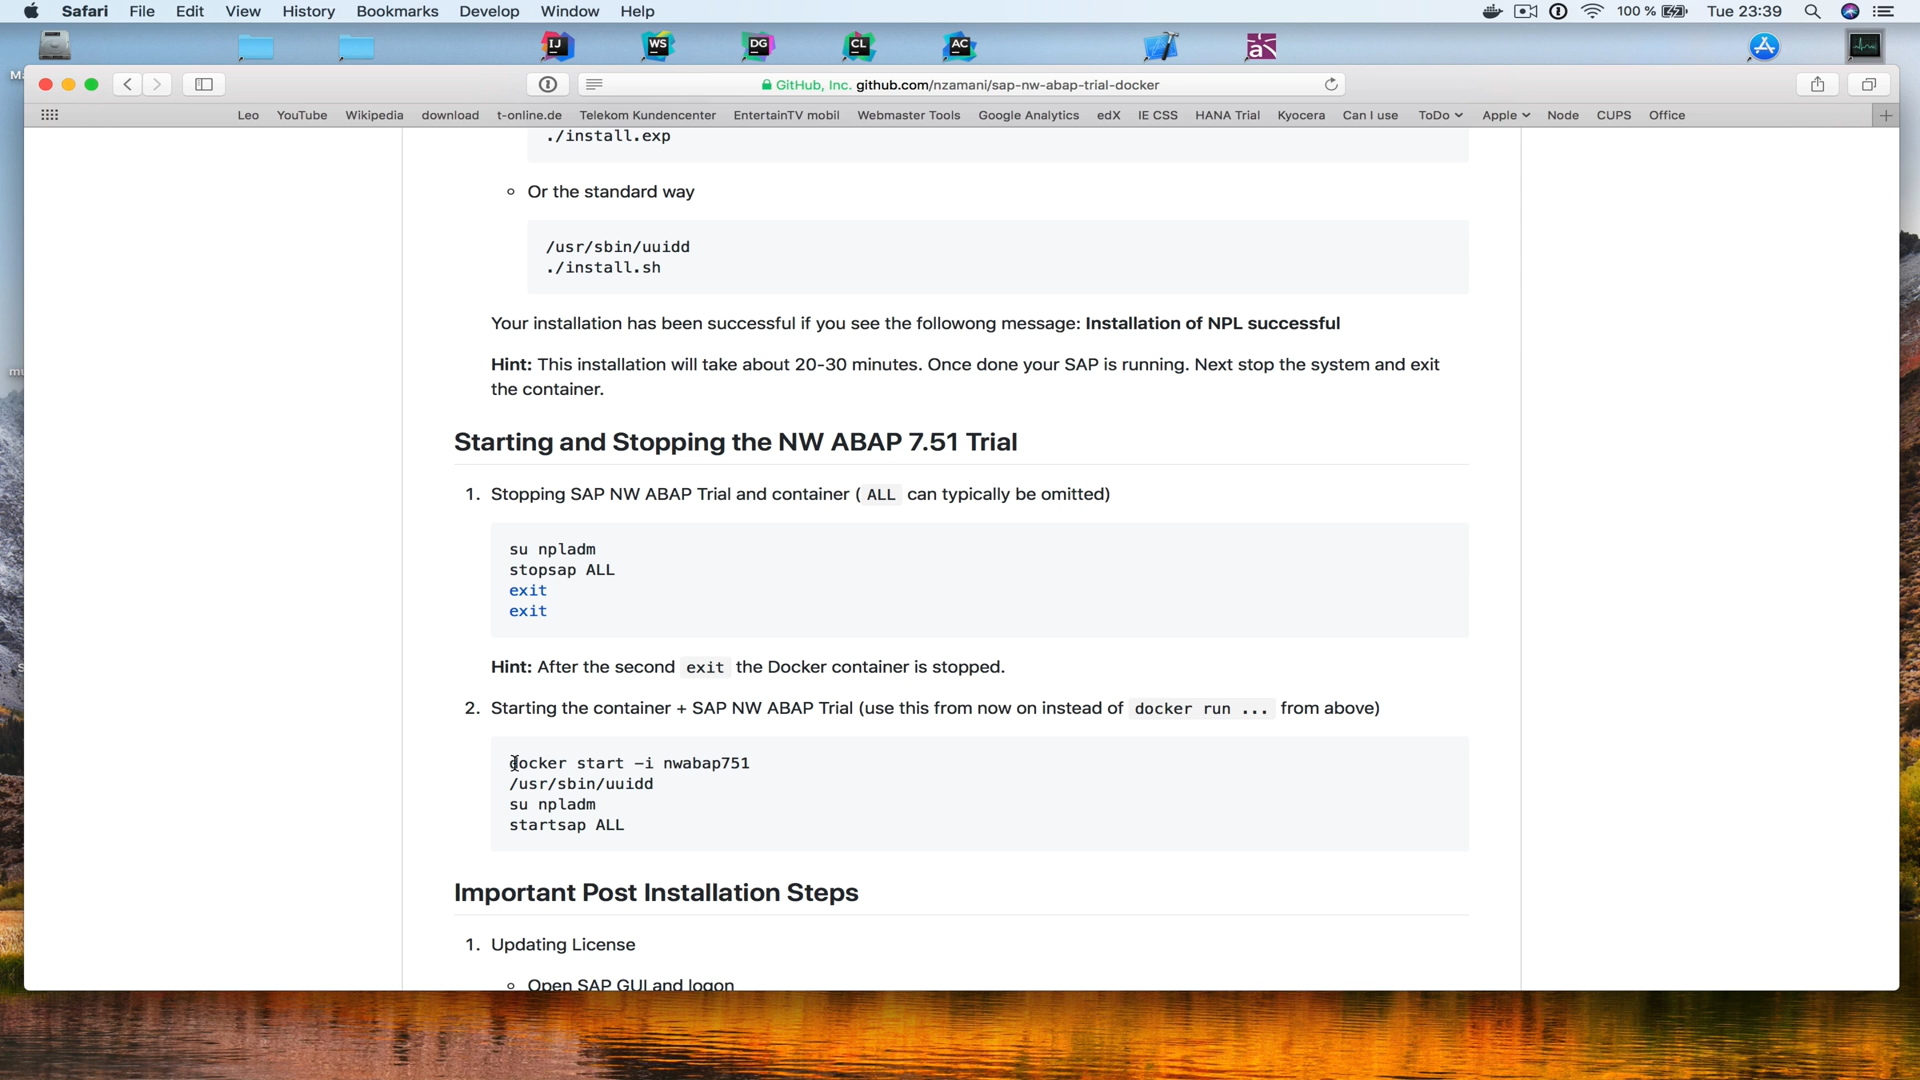 Safari File Edit View History Bookmarks Develop Window Help 100 % Tue 23:39
IJ WS DG CL AC
GitHub, Inc. github.com/nzamani/sap-nw-abap-trial-docker
Leo YouTube Wikipedia download t-online.de Telekom Kundencenter EntertainTV mobil Webmaster Tools Google Analytics edX IE CSS HANA Trial Kyocera Can I use ToDo Apple Node CUPS Office
./install.exp
Or the standard way
/usr/sbin/uuidd
./install.sh
Your installation has been successful if you see the followong message: Installation of NPL successful
Hint: This installation will take about 20-30 minutes. Once done your SAP is running. Next stop the system and exit
the container.
Starting and Stopping the NW ABAP 7.51 Trial
1. Stopping SAP NW ABAP Trial and container ( ALL can typically be omitted)
su npladm
stopsap ALL
exit
exit
Hint: After the second exit the Docker container is stopped.
2. Starting the container + SAP NW ABAP Trial (use this from now on instead of docker run ... from above)
docker start -i nwabap751
/usr/sbin/uuidd
su npladm
startsap ALL
Important Post Installation Steps
1. Updating License
Open SAP GUI and logon